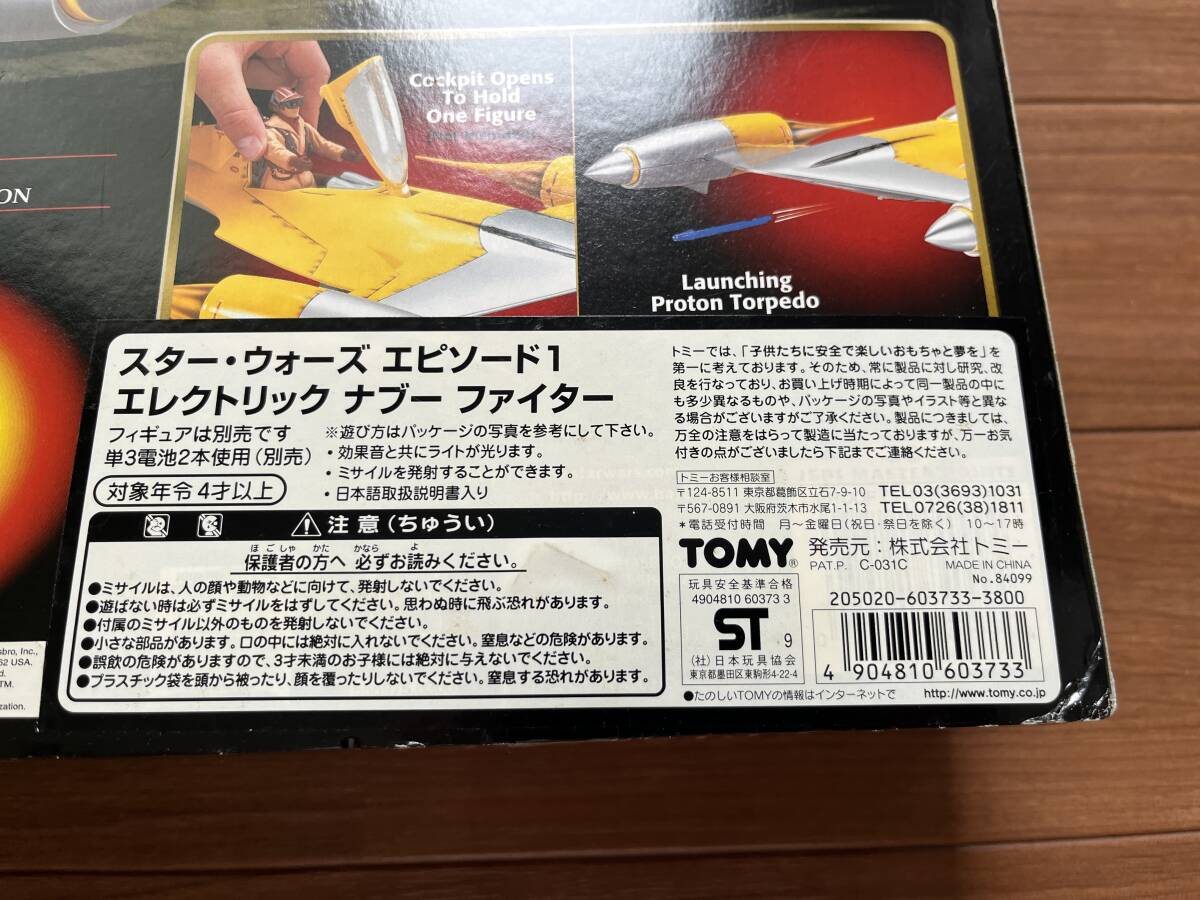 Cockpit Opens
To Hold
One Figure
Launching
Proton Torpedo
ON
スター・ウォーズ エピソード1
エレクトリック ナブー ファイター
フィギュアは別売です
単3電池2本使用(別売)
対象年令 4才以上
※遊び方はパッケージの写真を参考にして下さい。
・効果音と共にライトが光ります。
・ミサイルを発射することができます。
・日本語取扱説明書入り
注意(ちゅうい)
ほごしゃ かた かなら よ
保護者の方へ 必ずお読みください。
●ミサイルは、人の顔や動物などに向けて、発射しないでください。
●遊ばない時は必ずミサイルをはずしてください。思わぬ時に飛ぶ恐れがあります。
●付属のミサイル以外のものを発射しないでください。
●小さな部品があります。口の中には絶対に入れないでください。窒息などの危険があります。
●誤飲の危険がありますので、3才未満のお子様には絶対に与えないでください。
●プラスチック袋を頭から被ったり、顔を覆ったりしないでください。窒息する恐れがあります。
トミーでは、「子供たちに安全で楽しいおもちゃと夢を」を
第一に考えております。そのため、常に製品に対し研究、改
良を行なっており、お買い上げ時期によって同一製品の中に
も多少異なるものや、パッケージの写真やイラスト等と異な
る場合がございますがご了承ください。製品につきましては、
万全の注意をはらって製造に当たっておりますが、万一お気
付きの点がございましたら下記までご連絡ください。
トミーお客様相談室
〒124-8511 東京都葛飾区立石7-9-10 TEL03(3693)1031
〒567-0891 大阪府茨木市水尾1-1-13 TEL0726(38)1811
*電話受付時間 月〜金曜日(祝日・祭日を除く) 10〜17時
TOMY® 発売元:株式会社トミー
PAT.P. C-031C MADE IN CHINA
No.84099
玩具安全基準合格
4904810 60373 3
ST 9
(社)日本玩具協会
東京都墨田区東駒形4-22-4
205020-603733-3800
4 904810 603733
●たのしいTOMYの情報はインターネットで http://www.tomy.co.jp
sbro, Inc.,
62 USA.
d.
TM.
zation.